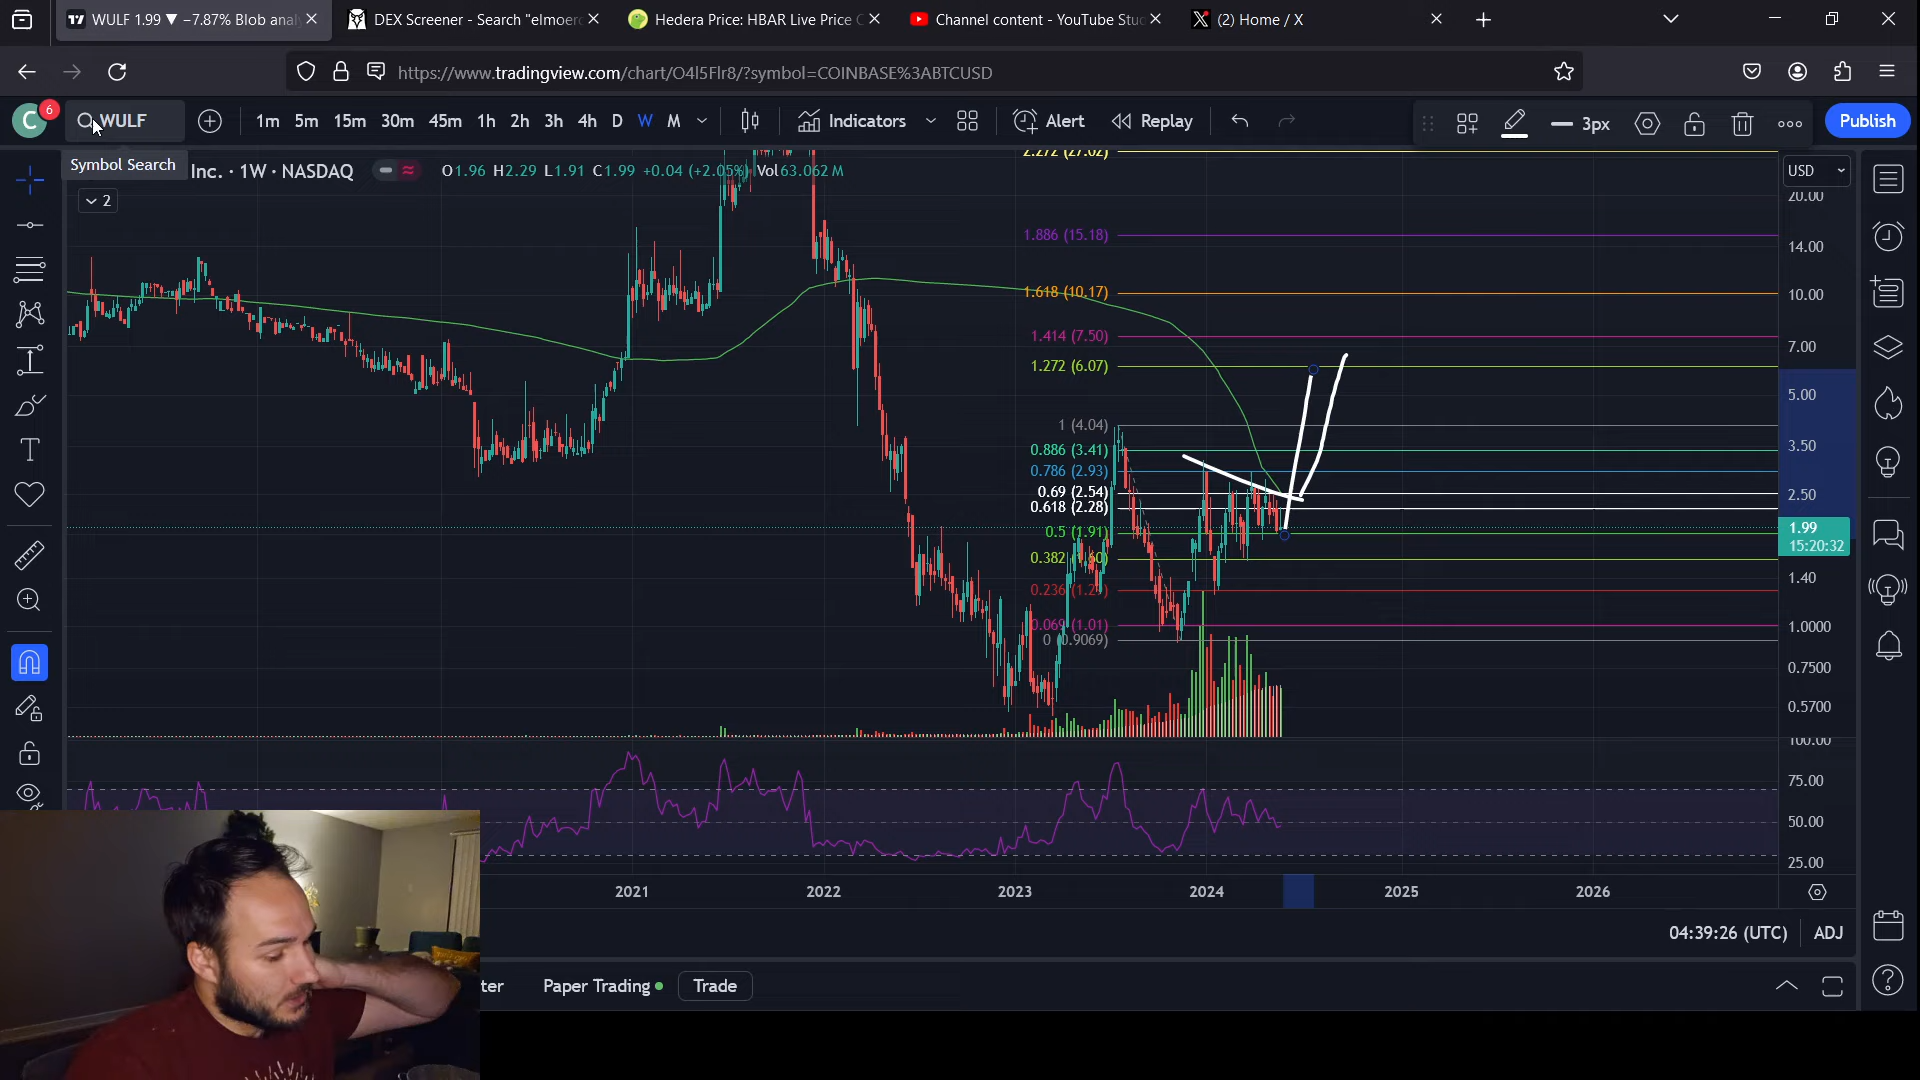 WULF 1.99 ▼ −7.87% Blob anal
DEX Screener - Search "elmoer
Hedera Price: HBAR Live Price C
Channel content - YouTube Stu
(2) Home / X
https://www.tradingview.com/chart/O4l5Flr8/?symbol=COINBASE%3ABTCUSD
C
6
WULF
1m 5m 15m 30m 45m 1h 2h 3h 4h D W M
Indicators
Alert
Replay
3px
Publish
Symbol Search
Inc. · 1W · NASDAQ
O1.96 H2.29 L1.91 C1.99 +0.04 (+2.05%) Vol63.062M
2
USD
2.272 (27.02)
1.886 (15.18)
1.618 (10.17)
1.414 (7.50)
1.272 (6.07)
1 (4.04)
0.886 (3.41)
0.786 (2.93)
0.69 (2.54)
0.618 (2.28)
0.5 (1.91)
0.382 (1.60)
0.236
0.069 (1.01)
0 (0.9069)
20.00
14.00
10.00
7.00
5.00
3.50
2.50
1.99
15:20:32
1.40
1.0000
0.7500
0.5700
100.00
75.00
50.00
25.00
2021 2022 2023 2024 2025 2026
04:39:26 (UTC) ADJ
ter
Paper Trading
Trade